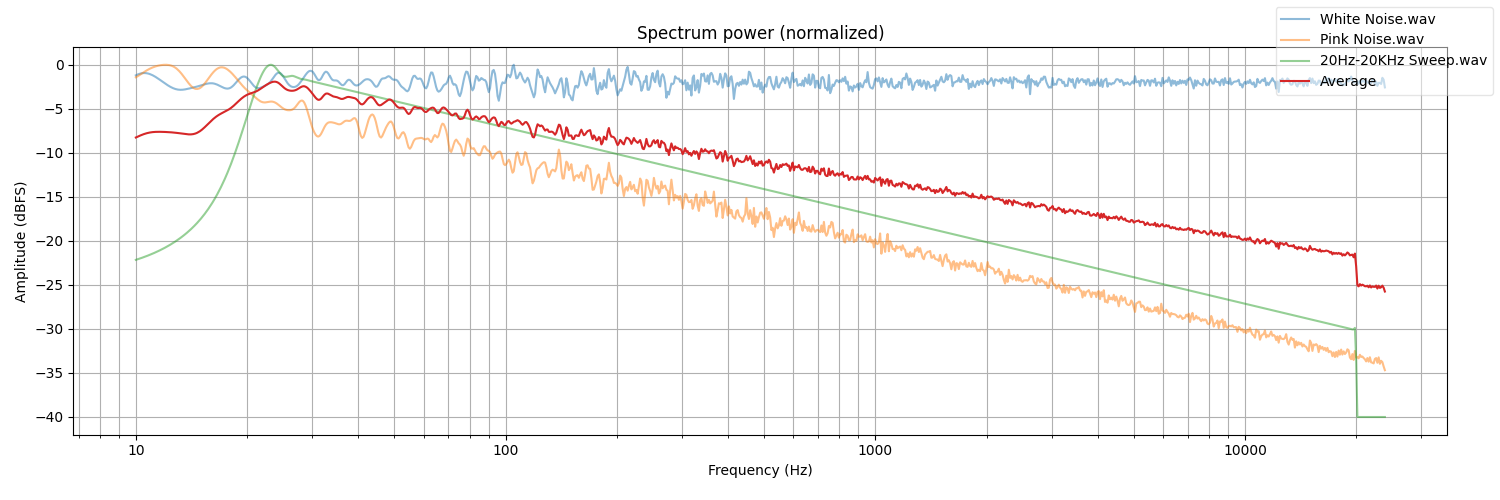 Spectrum power (normalized)
White Noise.wav
Pink Noise.wav
20Hz-20KHz Sweep.wav
Average
Amplitude (dBFS)
0
−5
−10
−15
−20
−25
−30
−35
−40
10
100
1000
10000
Frequency (Hz)